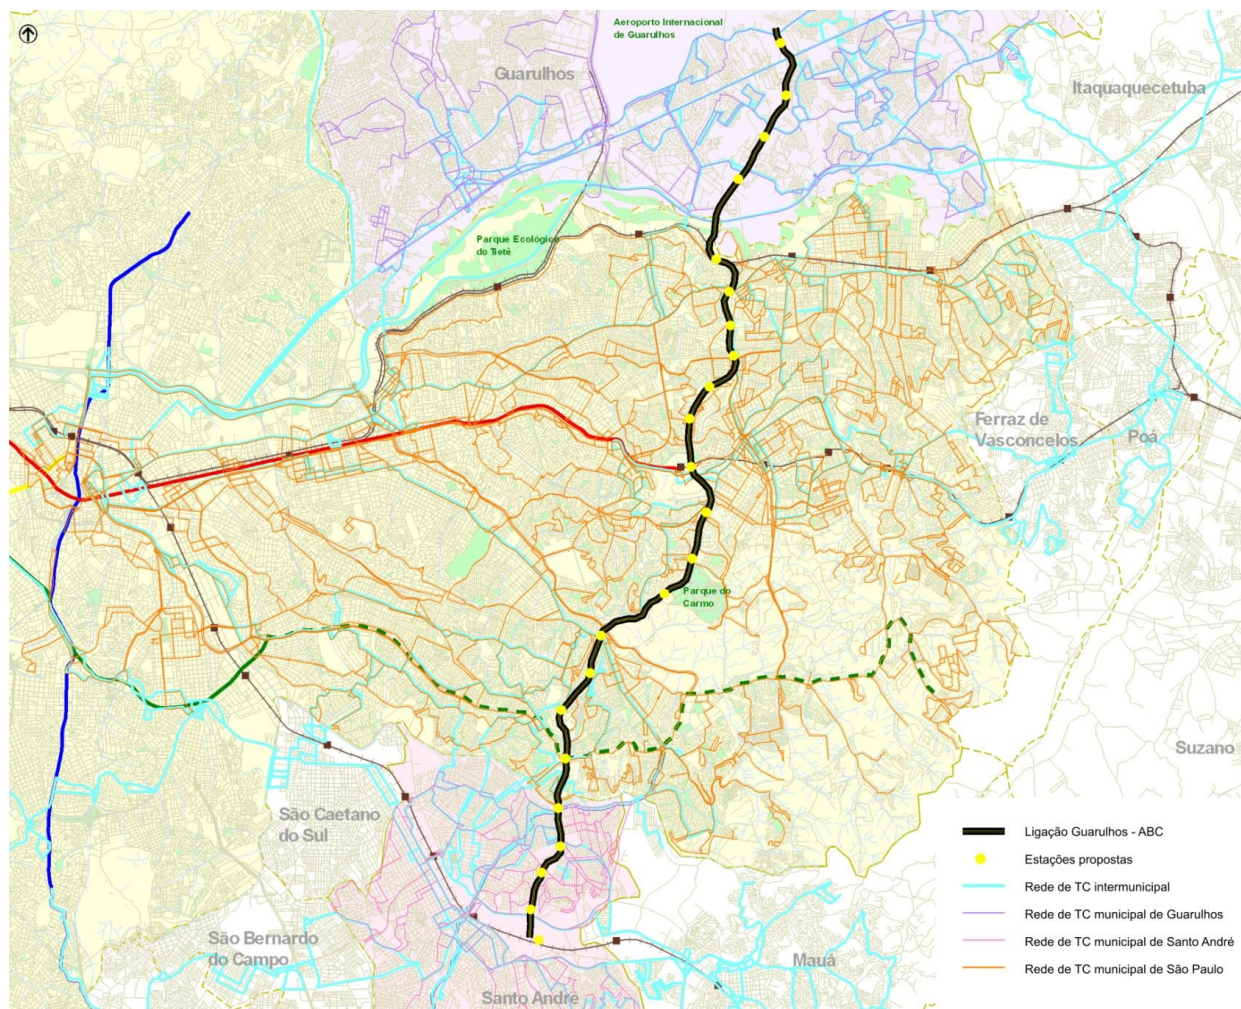 Aeroporto Internacional
de Guarulhos
Guarulhos
Itaquaquecetuba
Parque Ecológico
do Tietê
Ferraz de
Vasconcelos
Poá
Parque do
Carmo
Suzano
São Caetano
do Sul
São Bernardo
do Campo
Santo André
Mauá
Ligação Guarulhos - ABC
Estações propostas
Rede de TC intermunicipal
Rede de TC municipal de Guarulhos
Rede de TC municipal de Santo André
Rede de TC municipal de São Paulo